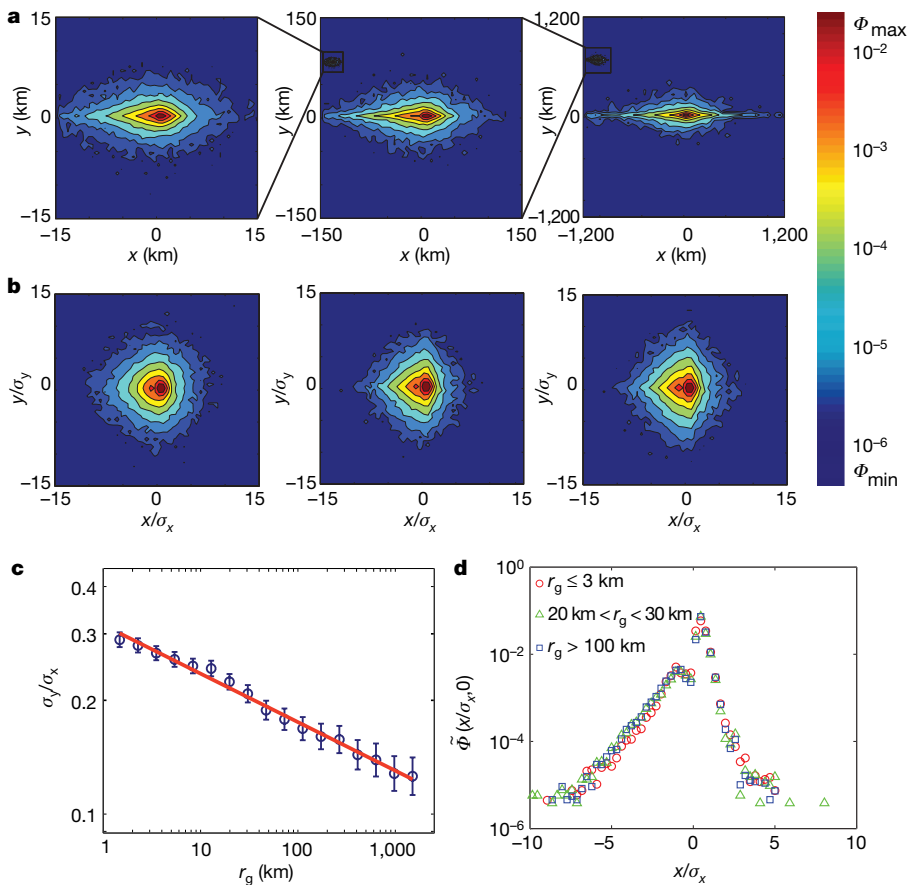 a
15
0
−15
y (km)
−15
0
15
x (km)
150
0
−150
y (km)
−150
0
150
x (km)
1,200
0
−1,200
y (km)
−1,200
0
1,200
x (km)
Φmax
10⁻²
10⁻³
10⁻⁴
10⁻⁵
10⁻⁶
Φmin
b
15
0
−15
y/σy
−15
0
15
x/σx
15
0
−15
y/σy
−15
0
15
x/σx
15
0
−15
y/σy
−15
0
15
x/σx
c
0.4
0.3
0.2
0.1
σy/σx
1
10
100
1,000
rg (km)
d
10⁰
10⁻²
10⁻⁴
10⁻⁶
Φ̃ (x/σx,0)
rg ≤ 3 km
20 km < rg < 30 km
rg > 100 km
−10
−5
0
5
10
x/σx